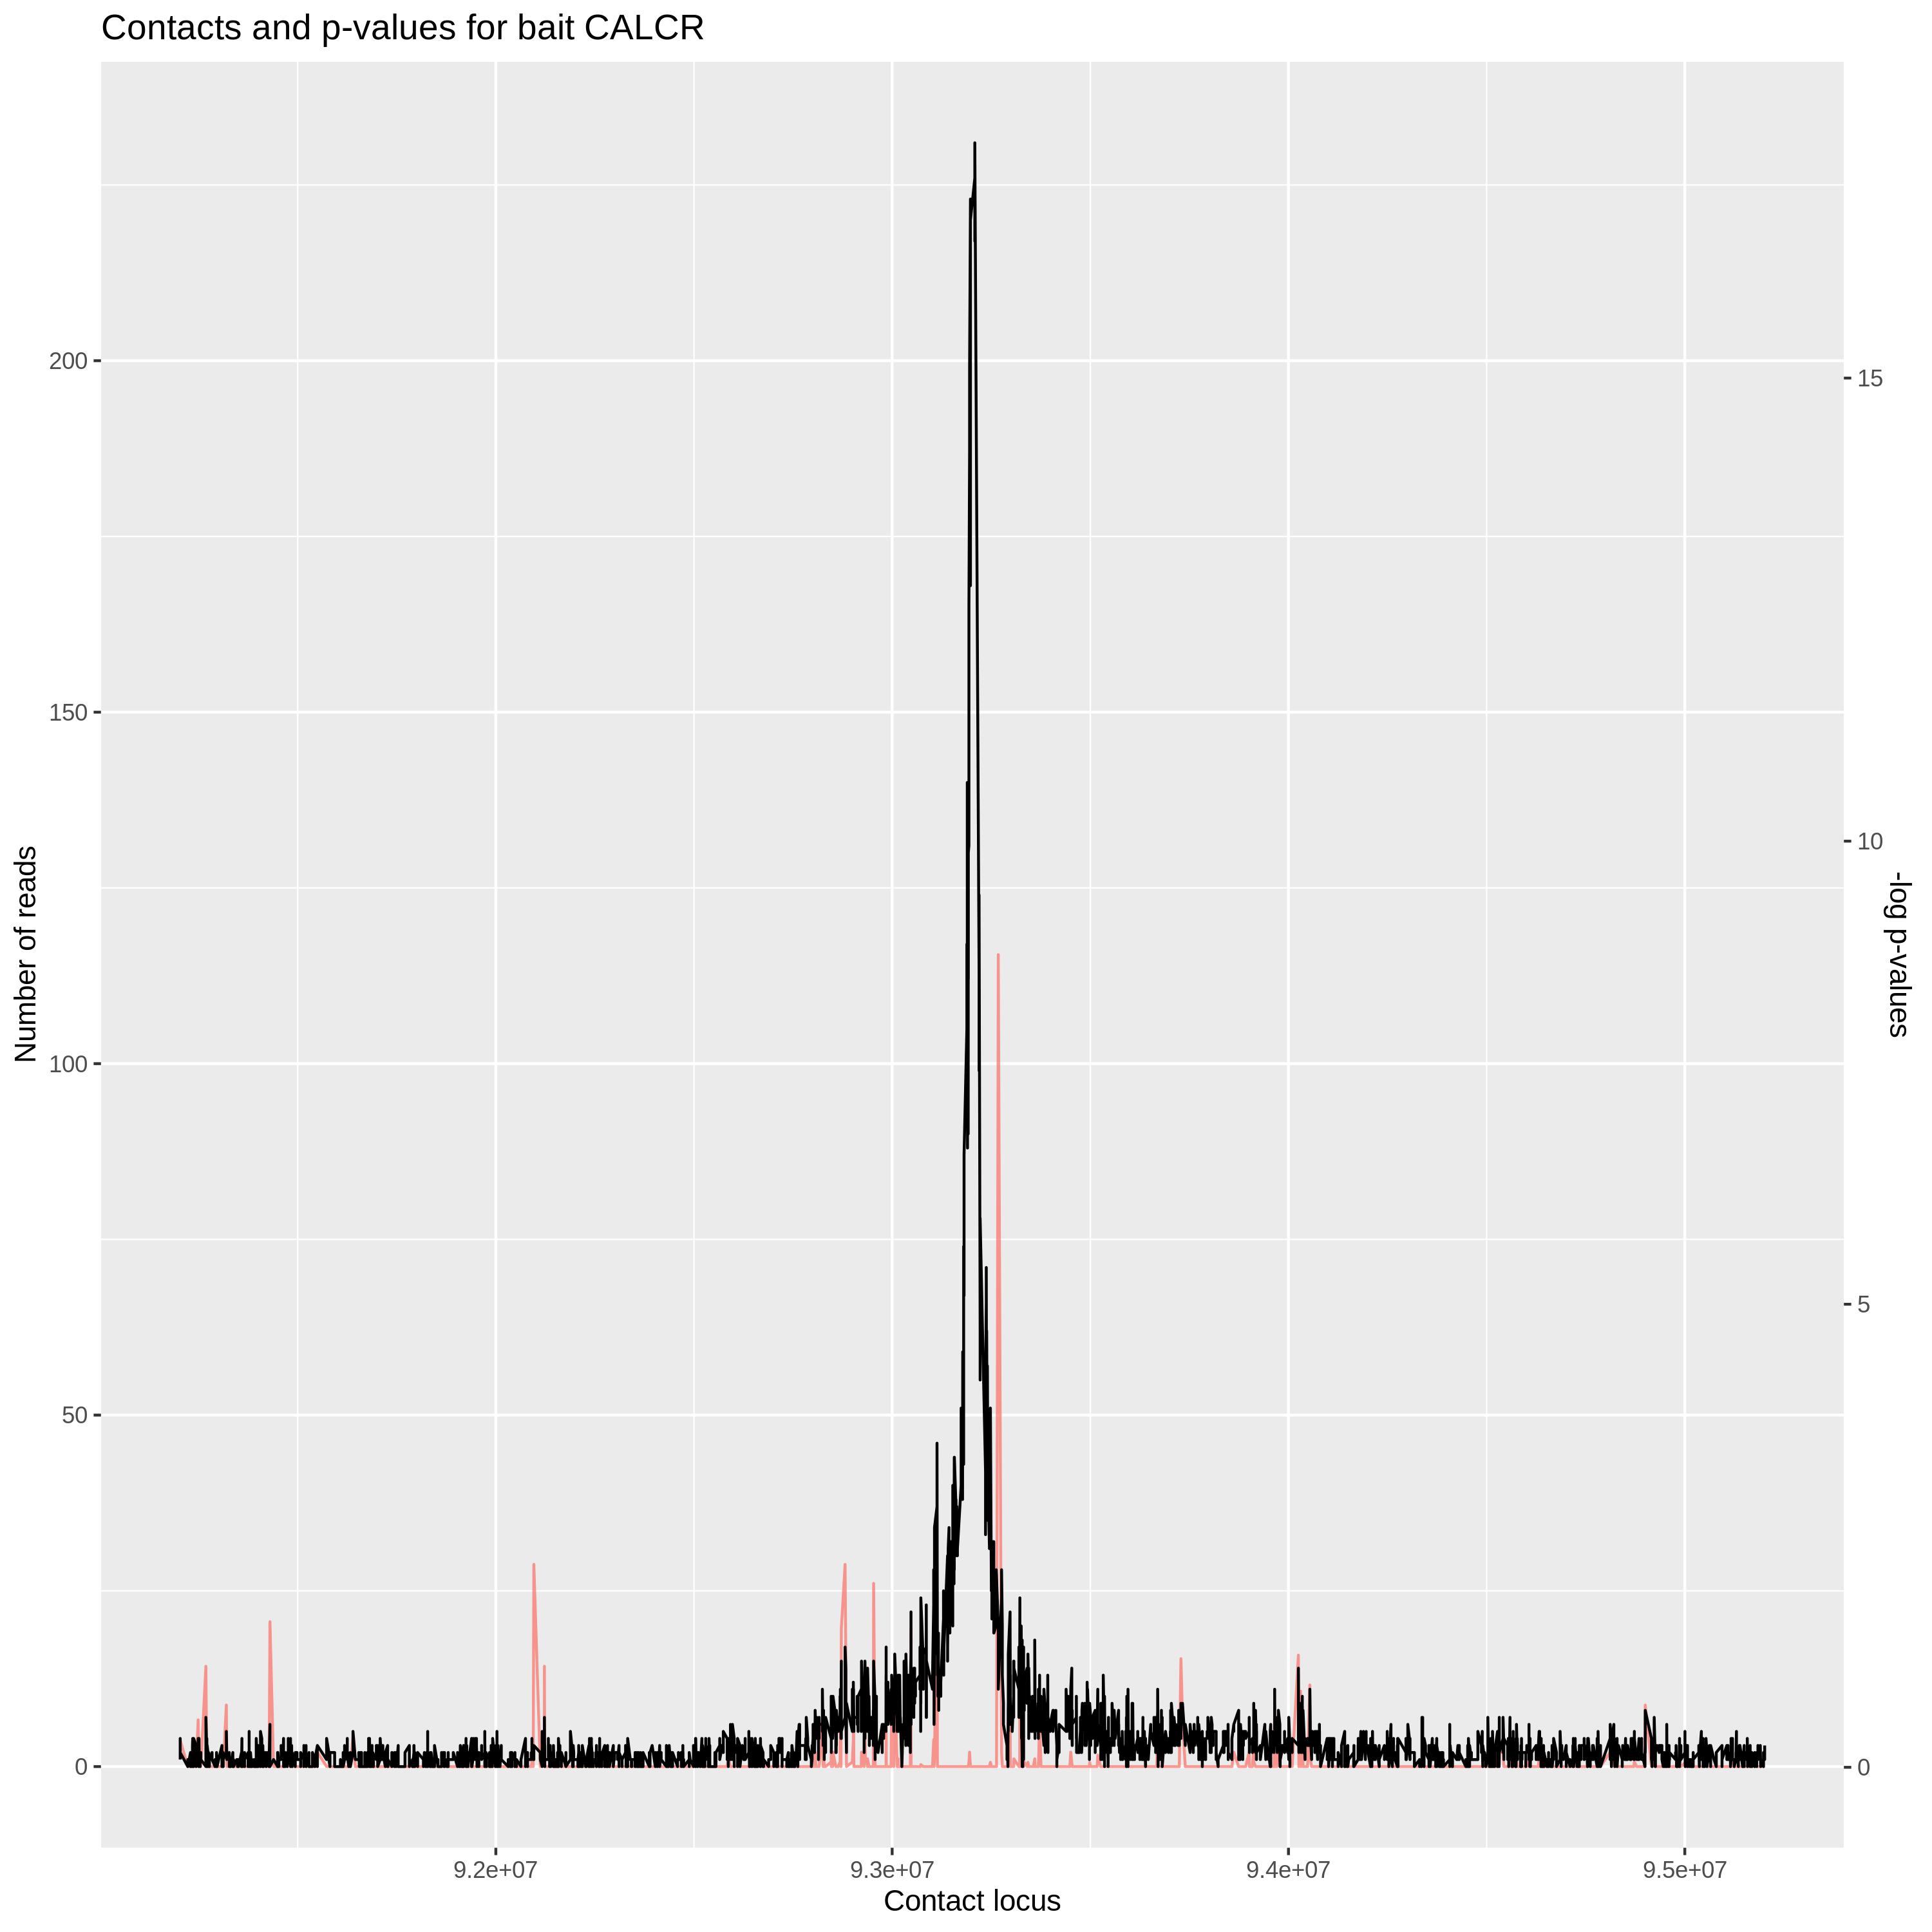 Contacts and p-values for bait CALCR
200
150
100
50
0
Number of reads
15
10
5
0
-log p-values
9.2e+07
9.3e+07
9.4e+07
9.5e+07
Contact locus